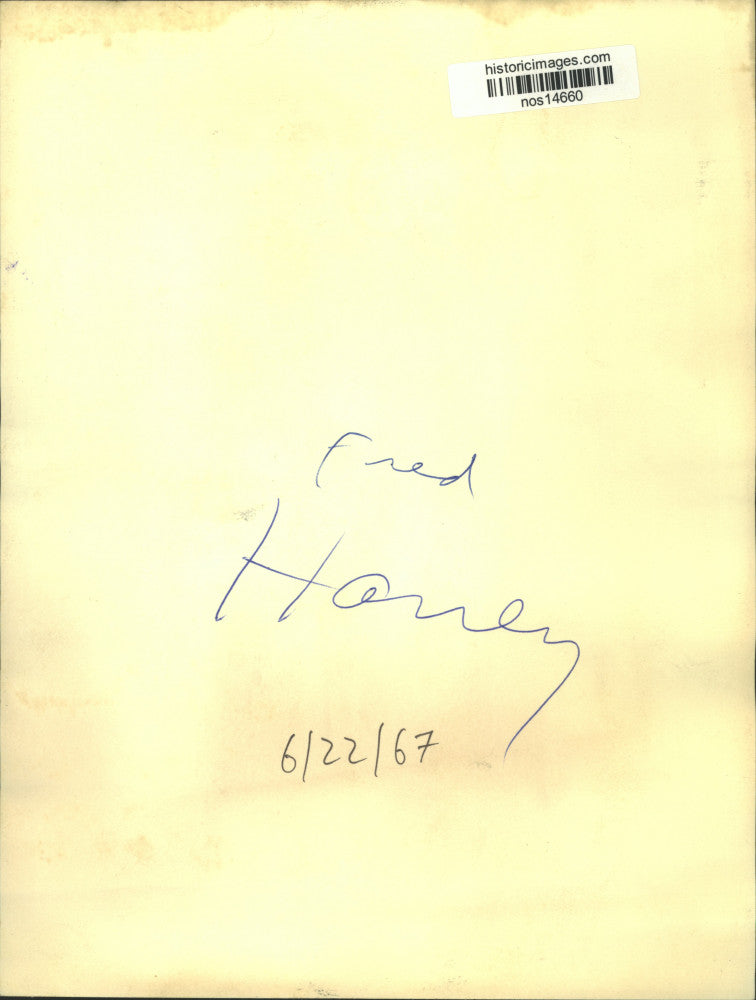 historicimages.com
nos14660
Fred
Haney
6/22/67